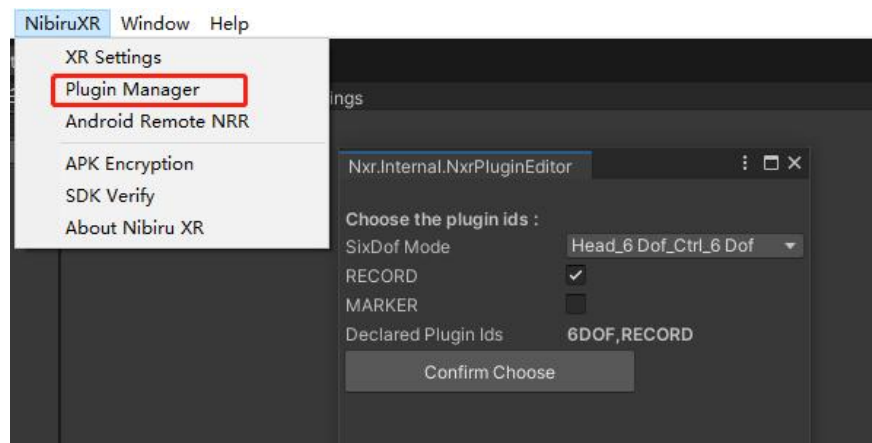 NibiruXR Window Help
XR Settings
Plugin Manager
Android Remote NRR
APK Encryption
SDK Verify
About Nibiru XR
ings
Nxr.Internal.NxrPluginEditor
Choose the plugin ids :
SixDof Mode Head_6 Dof_Ctrl_6 Dof
RECORD
MARKER
Declared Plugin Ids 6DOF,RECORD
Confirm Choose